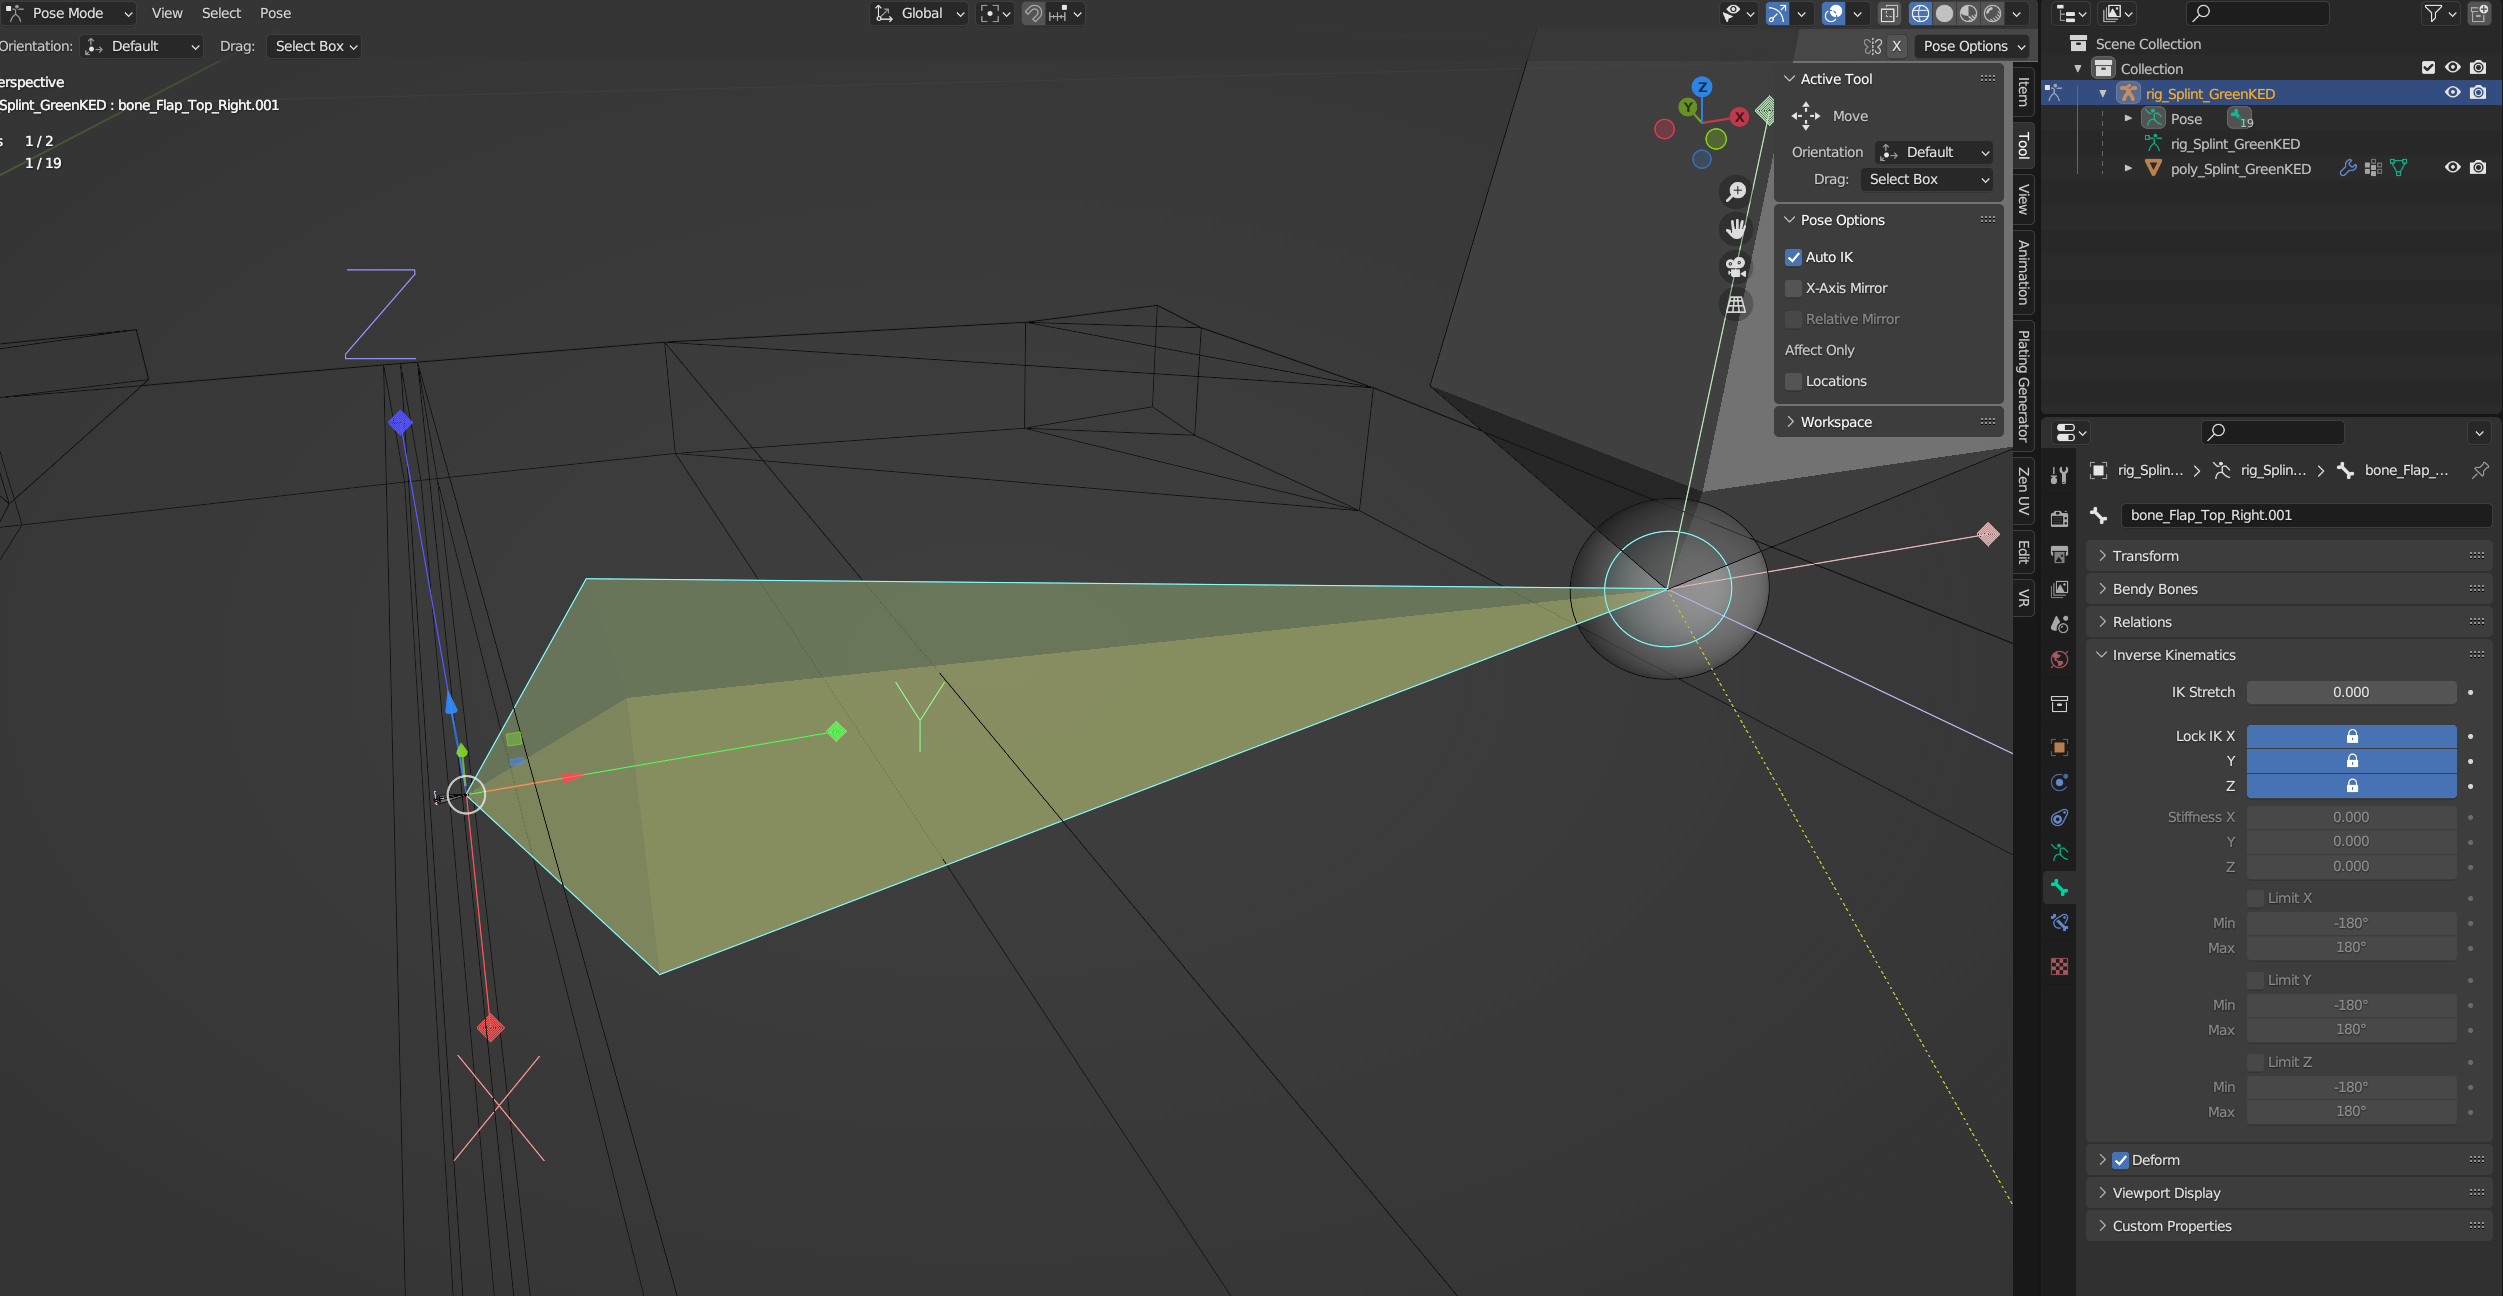 Pose Mode View Select Pose Global
Orientation: Default Drag: Select Box X Pose Options
erspective
Splint_GreenKED : bone_Flap_Top_Right.001
s 1/2
1/19
Z
Y
X
Z
Y
X
Active Tool
Move
Orientation Default
Drag: Select Box
Pose Options
Auto IK
X-Axis Mirror
Relative Mirror
Affect Only
Locations
Workspace
Item
Tool
View
Animation
Plating Generator
Zen UV
Edit
VR
Scene Collection
Collection
rig_Splint_GreenKED
Pose 19
rig_Splint_GreenKED
poly_Splint_GreenKED
rig_Splin... rig_Splin... bone_Flap_...
bone_Flap_Top_Right.001
Transform
Bendy Bones
Relations
Inverse Kinematics
IK Stretch 0.000
Lock IK X
Y
Z
Stiffness X 0.000
Y 0.000
Z 0.000
Limit X
Min -180°
Max 180°
Limit Y
Min -180°
Max 180°
Limit Z
Min -180°
Max 180°
Deform
Viewport Display
Custom Properties